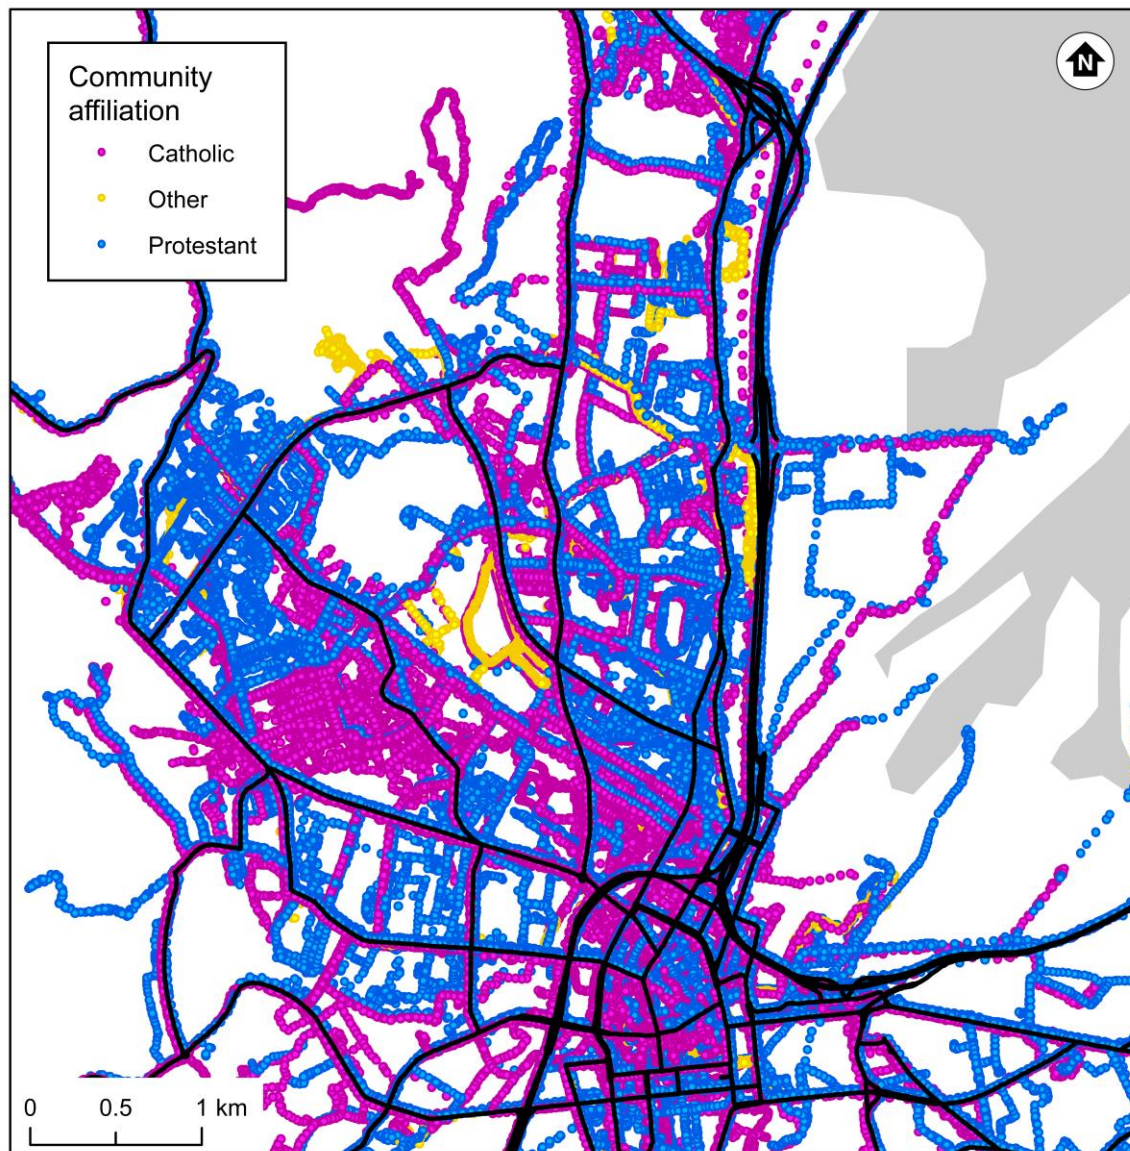 Community
affiliation
Catholic
Other
Protestant
N
0 0.5 1 km